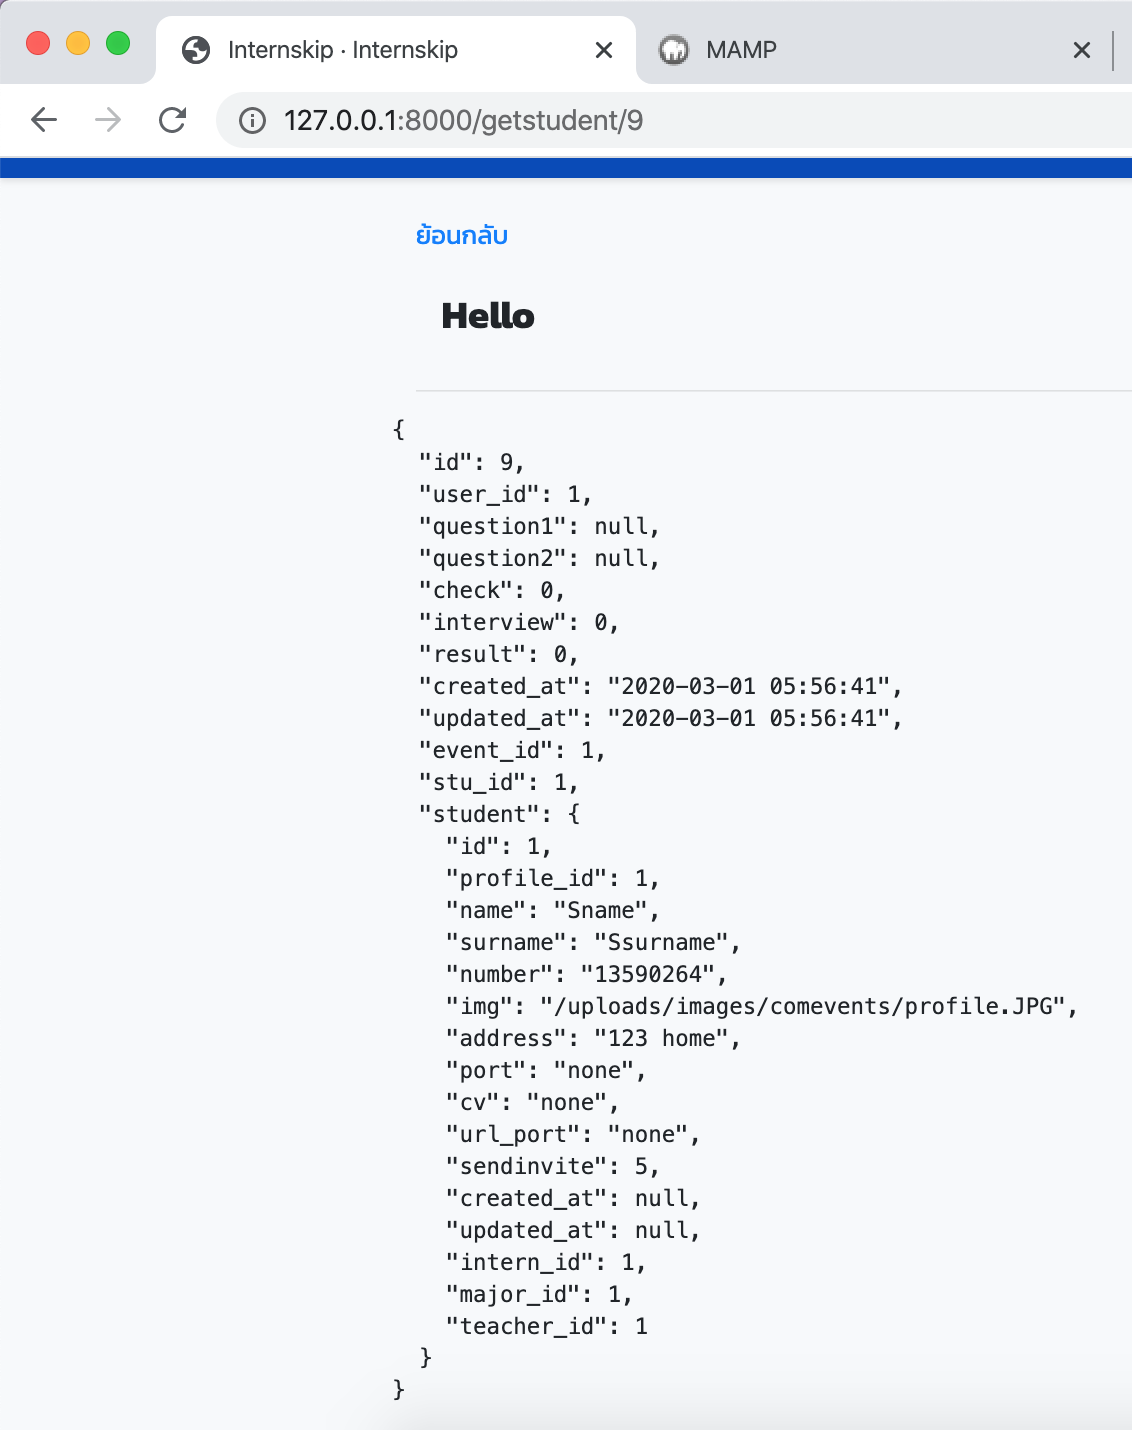 Internskip · Internskip
MAMP
127.0.0.1:8000/getstudent/9
ย้อนกลับ
Hello
{
  "id": 9,
  "user_id": 1,
  "question1": null,
  "question2": null,
  "check": 0,
  "interview": 0,
  "result": 0,
  "created_at": "2020-03-01 05:56:41",
  "updated_at": "2020-03-01 05:56:41",
  "event_id": 1,
  "stu_id": 1,
  "student": {
    "id": 1,
    "profile_id": 1,
    "name": "Sname",
    "surname": "Ssurname",
    "number": "13590264",
    "img": "/uploads/images/comevents/profile.JPG",
    "address": "123 home",
    "port": "none",
    "cv": "none",
    "url_port": "none",
    "sendinvite": 5,
    "created_at": null,
    "updated_at": null,
    "intern_id": 1,
    "major_id": 1,
    "teacher_id": 1
  }
}